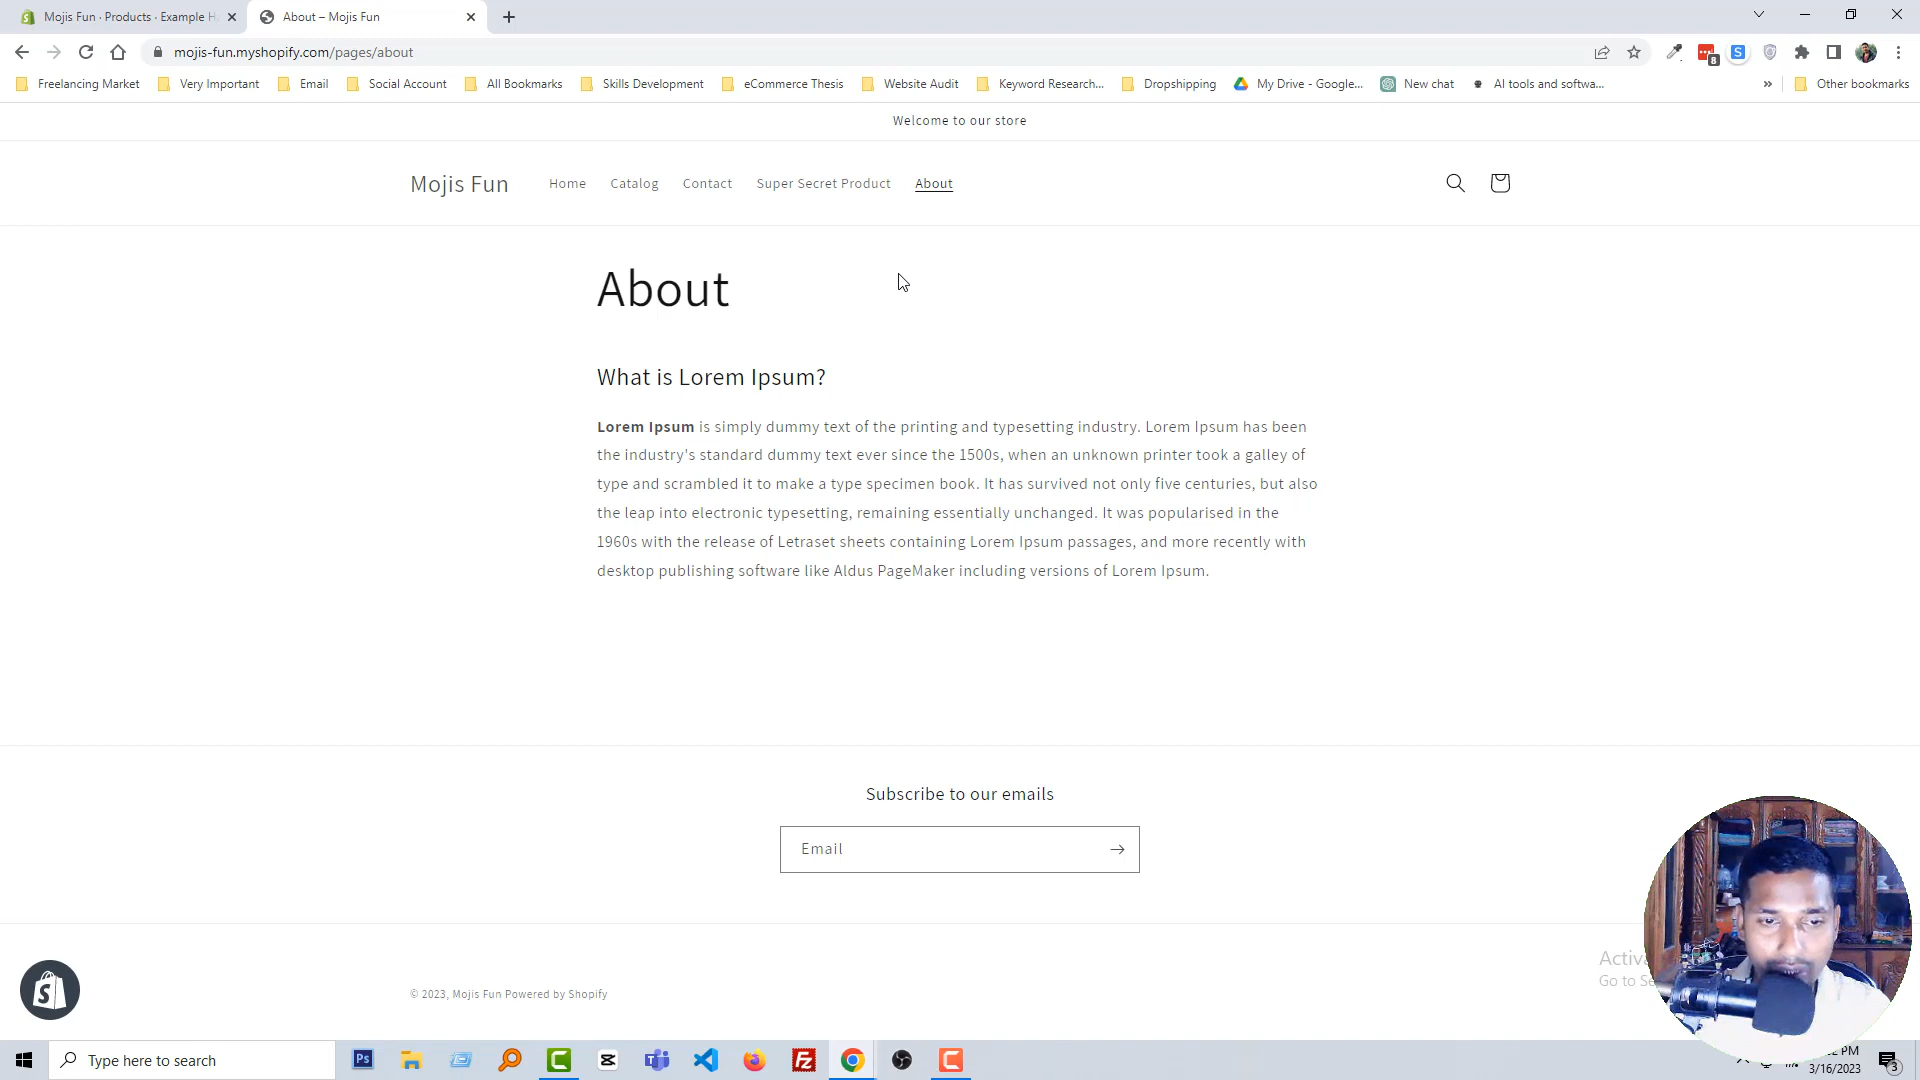 Mojis Fun · Products · Example H
About – Mojis Fun
mojis-fun.myshopify.com/pages/about
8
S
Freelancing Market
Very Important
Email
Social Account
All Bookmarks
Skills Development
eCommerce Thesis
Website Audit
Keyword Research...
Dropshipping
My Drive - Google...
New chat
AI tools and softwa...
»
Other bookmarks
Welcome to our store
Mojis Fun
Home
Catalog
Contact
Super Secret Product
About
About
What is Lorem Ipsum?
Lorem Ipsum is simply dummy text of the printing and typesetting industry. Lorem Ipsum has been
the industry's standard dummy text ever since the 1500s, when an unknown printer took a galley of
type and scrambled it to make a type specimen book. It has survived not only five centuries, but also
the leap into electronic typesetting, remaining essentially unchanged. It was popularised in the
1960s with the release of Letraset sheets containing Lorem Ipsum passages, and more recently with
desktop publishing software like Aldus PageMaker including versions of Lorem Ipsum.
Subscribe to our emails
Email
© 2023, Mojis Fun Powered by Shopify
Go to
Type here to search
Ps
PM
3/16/2023
3